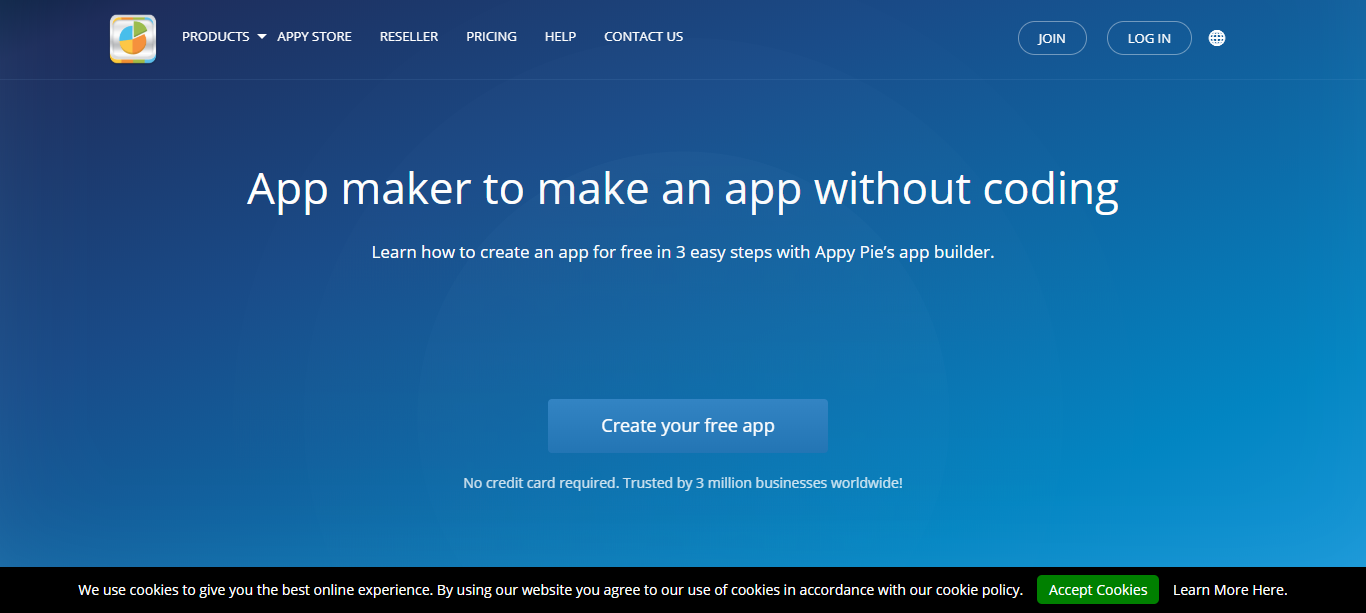 PRODUCTS APPY STORE RESELLER PRICING HELP CONTACT US JOIN LOG IN
App maker to make an app without coding
Learn how to create an app for free in 3 easy steps with Appy Pie’s app builder.
Create your free app
No credit card required. Trusted by 3 million businesses worldwide!
We use cookies to give you the best online experience. By using our website you agree to our use of cookies in accordance with our cookie policy. Accept Cookies Learn More Here.